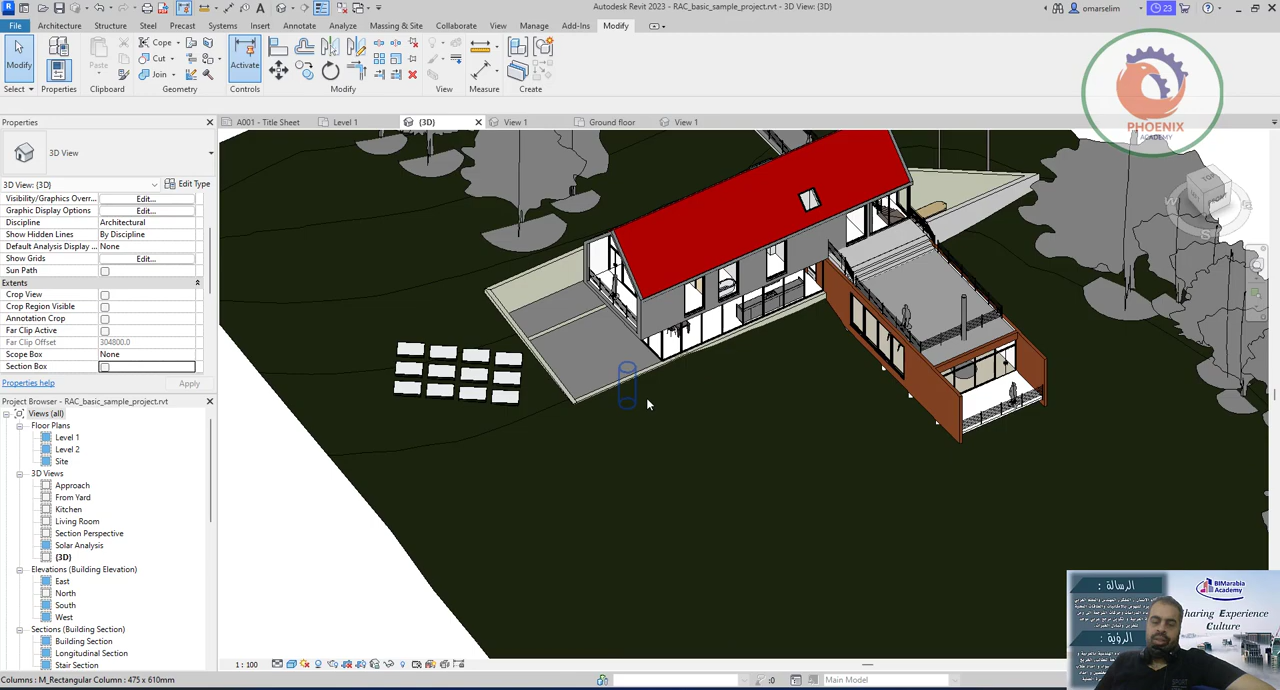 Autodesk Revit 2023 - RAC_basic_sample_project.rvt - 3D View: {3D}
omarselim
23
File Architecture Structure Steel Precast Systems Insert Annotate Analyze Massing & Site Collaborate View Manage Add-Ins Modify
Modify
Paste
Cope
Cut
Join
Activate
Select Properties Clipboard Geometry Controls Modify View Measure Create
PHOENIX
ACADEMY
Properties
A001 - Title Sheet Level 1 {3D} View 1 Ground floor View 1
3D View
3D View: {3D} Edit Type
Visibility/Graphics Overr... Edit...
Graphic Display Options Edit...
Discipline Architectural
Show Hidden Lines By Discipline
Default Analysis Display ... None
Show Grids Edit...
Sun Path
Extents
Crop View
Crop Region Visible
Annotation Crop
Far Clip Active
Far Clip Offset 304800.0
Scope Box None
Section Box
Properties help Apply
Project Browser - RAC_basic_sample_project.rvt
Views (all)
Floor Plans
Level 1
Level 2
Site
3D Views
Approach
From Yard
Kitchen
Living Room
Section Perspective
Solar Analysis
{3D}
Elevations (Building Elevation)
East
North
South
West
Sections (Building Section)
Building Section
Longitudinal Section
Stair Section
W
S
1 : 100
Columns : M_Rectangular Column : 475 x 610mm
:0
Main Model
الرسالة :
الرؤية :
BIMarabia
Academy
Sharing Experience
Culture